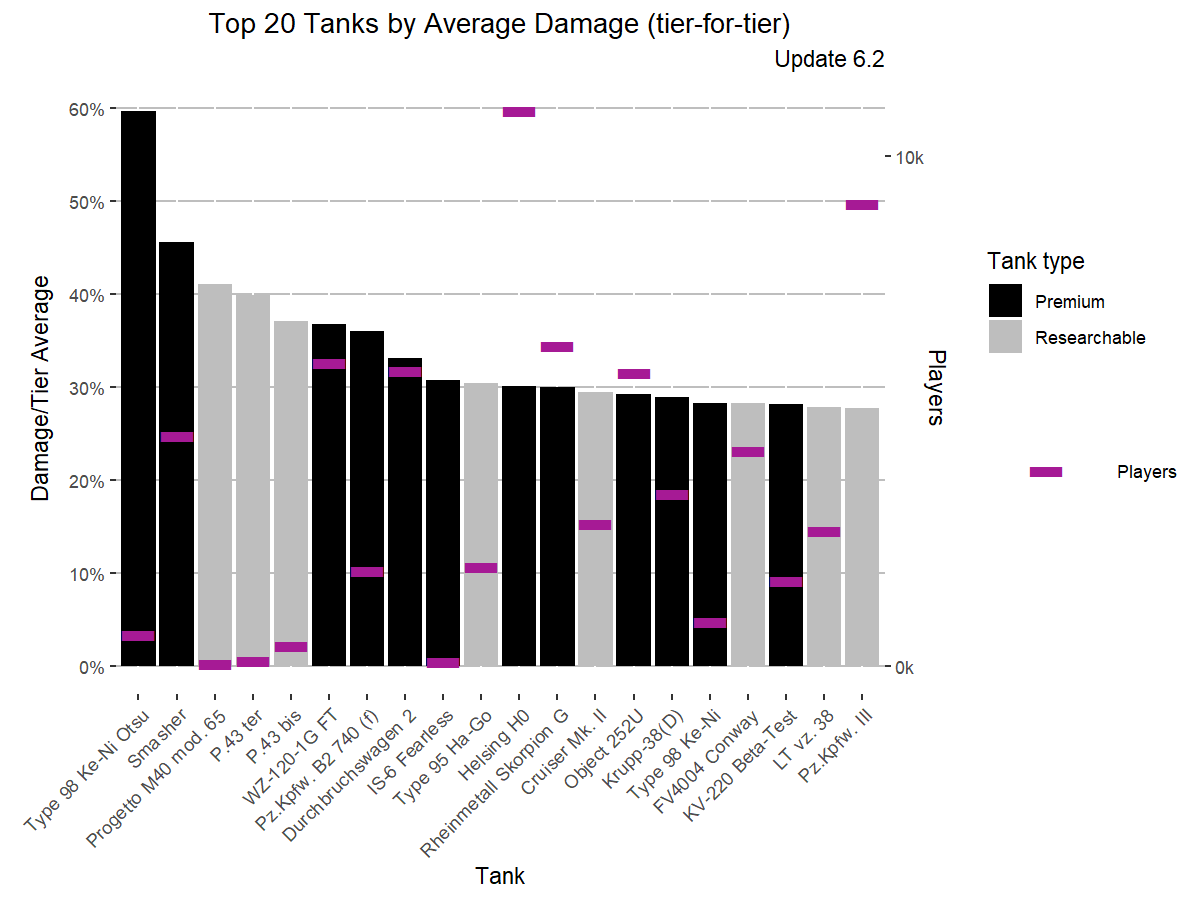 Top 20 Tanks by Average Damage (tier-for-tier)
Update 6.2
60%
50%
40%
30%
20%
10%
0%
Damage/Tier Average
10k
0k
Players
Tank type
Premium
Researchable
Players
Type 98 Ke-Ni Otsu
Smasher
Progetto M40 mod. 65
P.43 ter
P.43 bis
WZ-120-1G FT
Pz.Kpfw. B2 740 (f)
Durchbruchswagen 2
IS-6 Fearless
Type 95 Ha-Go
Helsing H0
Rheinmetall Skorpion G
Cruiser Mk. II
Object 252U
Krupp-38(D)
Type 98 Ke-Ni
FV4004 Conway
KV-220 Beta-Test
LT vz. 38
Pz.Kpfw. III
Tank